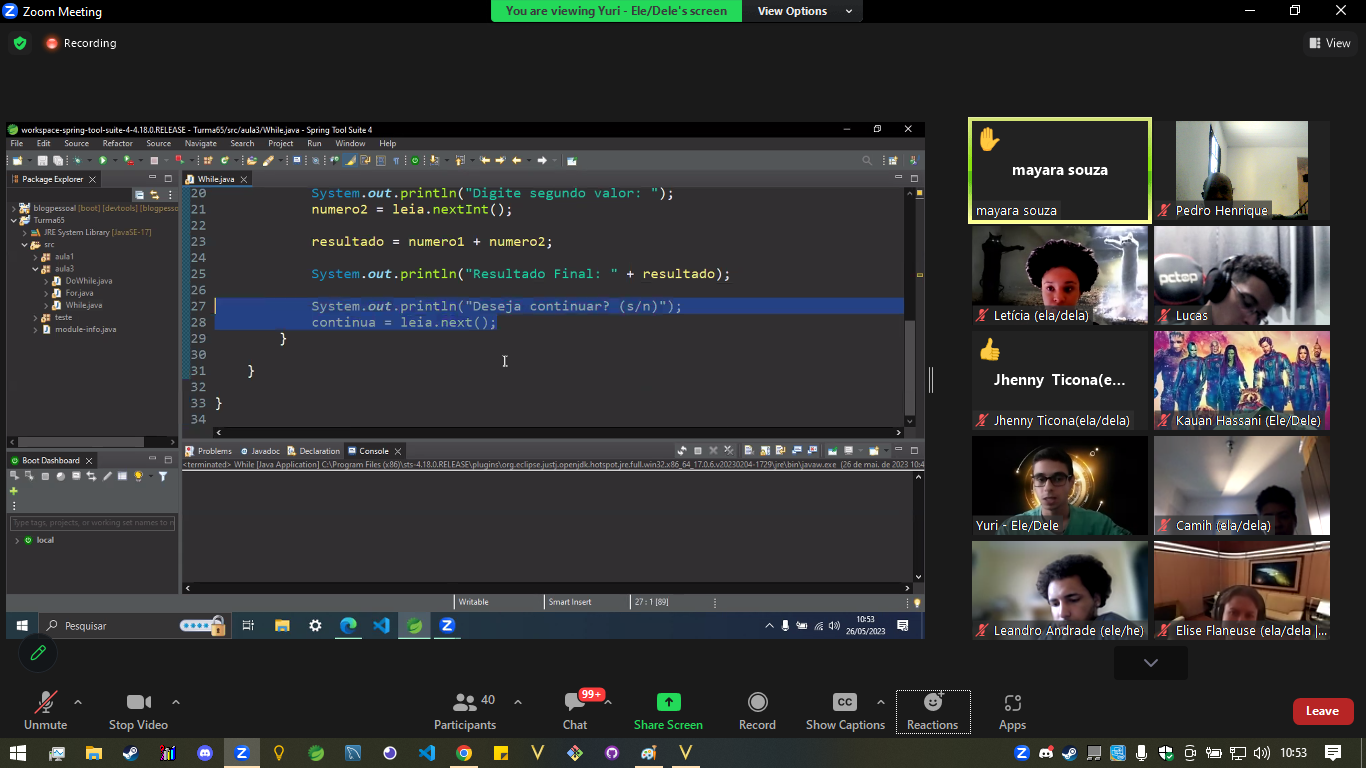 Zoom Meeting
You are viewing Yuri - Ele/Dele's screen
View Options
Recording
View
workspace-spring-tool-suite-4-4.18.0.RELEASE - Turma65/src/aula3/While.java - Spring Tool Suite 4
File Edit Source Refactor Source Navigate Search Project Run Window Help
Package Explorer
While.java
blogpessoal [boot] [devtools] [blogpesso
Turma65
JRE System Library [JavaSE-17]
src
aula1
aula3
DoWhile.java
For.java
While.java
teste
module-info.java
20 System.out.println("Digite segundo valor: ");
21 numero2 = leia.nextInt();
22
23 resultado = numero1 + numero2;
24
25 System.out.println("Resultado Final: " + resultado);
26
27 System.out.println("Deseja continuar? (s/n)");
28 continua = leia.next();
29 }
30
31 }
32
33 }
34
Boot Dashboard
Type tags, projects, or working set names to n
local
Problems Javadoc Declaration Console
<terminated> While [Java Application] C:\Program Files (x86)\sts-4.18.0.RELEASE\plugins\org.eclipse.justj.openjdk.hotspot.jre.full.win32.x86_64_17.0.6.v20230204-1729\jre\bin\javaw.exe (26 de mai. de 2023 10:4
Writable Smart Insert 27 : 1 [89]
Pesquisar
10:53
26/05/2023
mayara souza
mayara souza
Pedro Henrique
Letícia (ela/dela)
pctop
Lucas
Jhenny Ticona(e...
Jhenny Ticona(ela/dela)
Kauan Hassani (Ele/Dele)
Yuri - Ele/Dele
Camih (ela/dela)
Leandro Andrade (ele/he)
Elise Flaneuse (ela/dela |...
Unmute
Stop Video
Participants
40
Chat
99+
Share Screen
Record
Show Captions
CC
Reactions
Apps
Leave
10:53